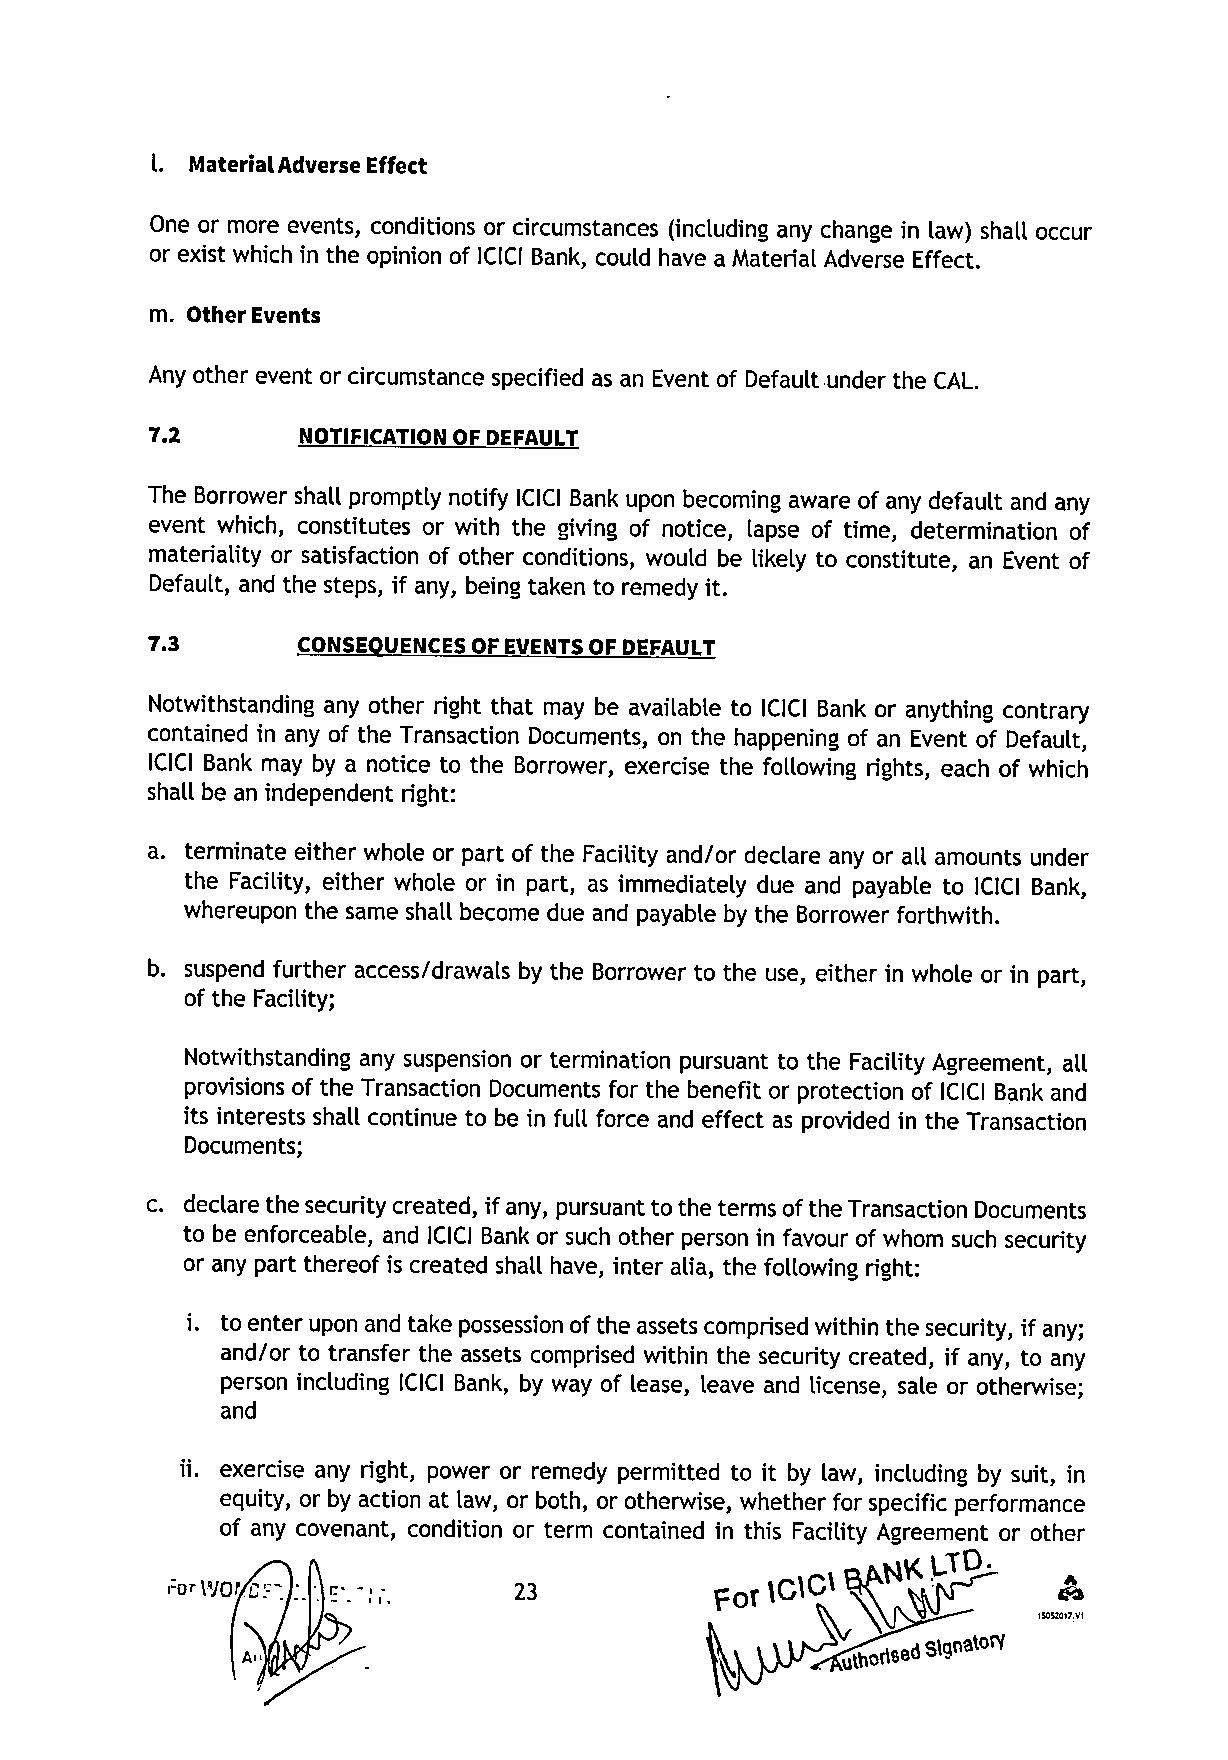 l. Material Adverse Effect
One or more events, conditions or circumstances (including any change in law) shall occur
or exist which in the opinion of ICICI Bank, could have a Material Adverse Effect.
m. Other Events
Any other event or circumstance specified as an Event of Default under the CAL.
7.2 NOTIFICATION OF DEFAULT
The Borrower shall promptly notify ICICI Bank upon becoming aware of any default and any
event which, constitutes or with the giving of notice, lapse of time, determination of
materiality or satisfaction of other conditions, would be likely to constitute, an Event of
Default, and the steps, if any, being taken to remedy it.
7.3 CONSEQUENCES OF EVENTS OF DEFAULT
Notwithstanding any other right that may be available to ICICI Bank or anything contrary
contained in any of the Transaction Documents, on the happening of an Event of Default,
ICICI Bank may by a notice to the Borrower, exercise the following rights, each of which
shall be an independent right:
a. terminate either whole or part of the Facility and/or declare any or all amounts under
the Facility, either whole or in part, as immediately due and payable to ICICI Bank,
whereupon the same shall become due and payable by the Borrower forthwith.
b. suspend further access/drawals by the Borrower to the use, either in whole or in part,
of the Facility;
Notwithstanding any suspension or termination pursuant to the Facility Agreement, all
provisions of the Transaction Documents for the benefit or protection of ICICI Bank and
its interests shall continue to be in full force and effect as provided in the Transaction
Documents;
c. declare the security created, if any, pursuant to the terms of the Transaction Documents
to be enforceable, and ICICI Bank or such other person in favour of whom such security
or any part thereof is created shall have, inter alia, the following right:
i. to enter upon and take possession of the assets comprised within the security, if any;
and/or to transfer the assets comprised within the security created, if any, to any
person including ICICI Bank, by way of lease, leave and license, sale or otherwise;
and
ii. exercise any right, power or remedy permitted to it by law, including by suit, in
equity, or by action at law, or both, or otherwise, whether for specific performance
of any covenant, condition or term contained in this Facility Agreement or other
For
23
For ICICI BANK LTD.
15052017.V1
Authorised Signatory